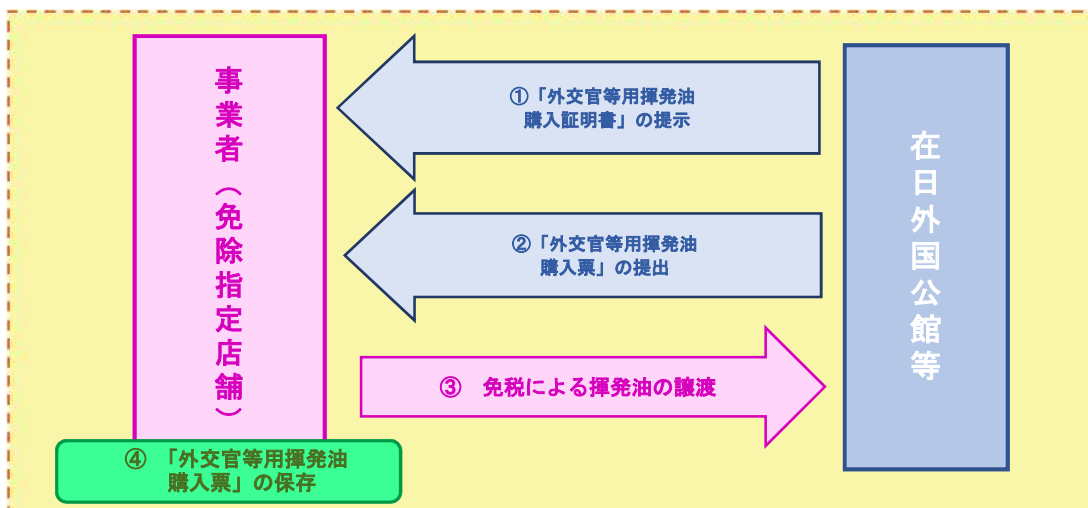 事業者（免除指定店舗）
①「外交官等用揮発油
購入証明書」の提示
②「外交官等用揮発油
購入票」の提出
③　免税による揮発油の譲渡
在日外国公館等
④　「外交官等用揮発油
購入票」の保存